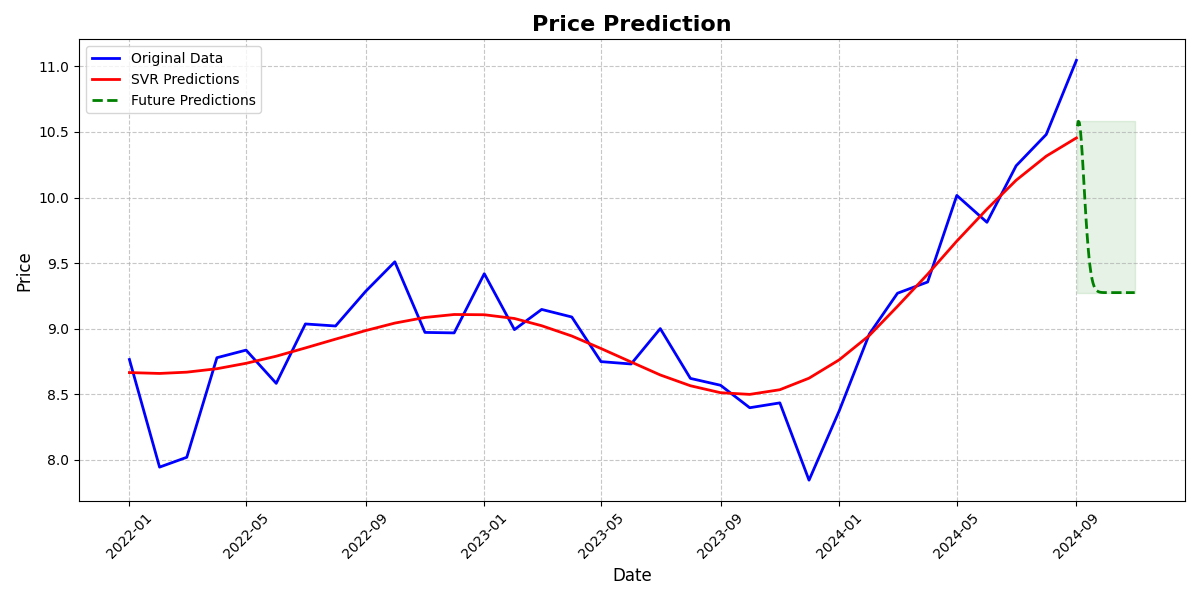 Price Prediction
Original Data
SVR Predictions
Future Predictions
Price
11.0
10.5
10.0
9.5
9.0
8.5
8.0
2022-01
2022-05
2022-09
2023-01
2023-05
2023-09
2024-01
2024-05
2024-09
Date